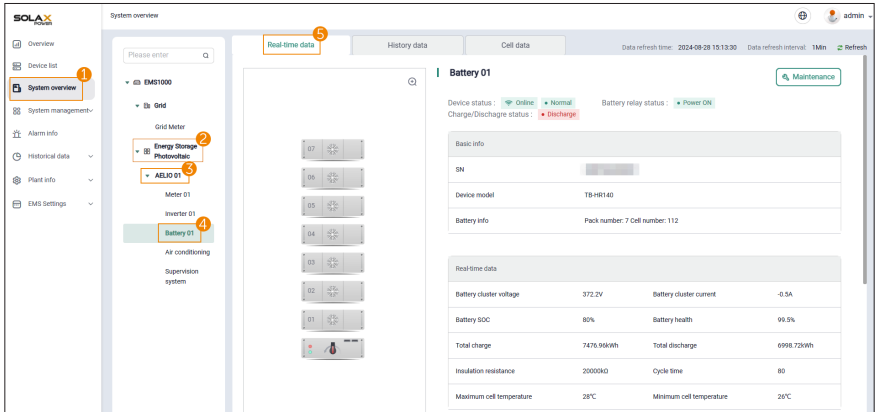 SOLAX
POWER
System overview
admin
Overview
Device list
1
System overview
System management
Alarm info
Historical data
Plant info
EMS Settings
Please enter
EMS1000
Grid
Grid Meter
2
Energy Storage
Photovoltaic
3
AELIO 01
Meter 01
Inverter 01
4
Battery 01
Air conditioning
Supervision
system
5
Real-time data
History data
Cell data
Data refresh time: 2024-08-28 15:13:30 Data refresh interval: 1Min Refresh
07
06
05
04
03
02
01
Battery 01
Maintenance
Device status : Online Normal Battery relay status : Power ON
Charge/Dischagre status : Discharge
Basic info
SN
Device model TB-HR140
Battery info Pack number: 7 Cell number: 112
Real-time data
Battery cluster voltage 372.2V Battery cluster current -0.5A
Battery SOC 80% Battery health 99.5%
Total charge 7476.96kWh Total discharge 6998.72kWh
Insulation resistance 20000kΩ Cycle time 80
Maximum cell temperature 28℃ Minimum cell temperature 26℃